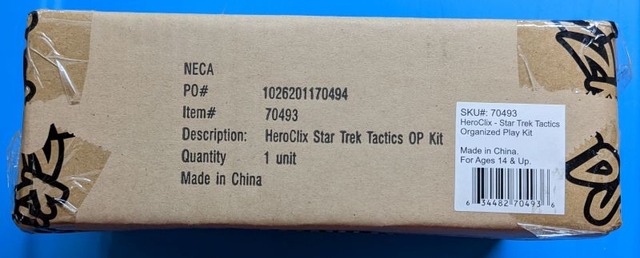 NECA
PO# 1026201170494
Item# 70493
Description: HeroClix Star Trek Tactics OP Kit
Quantity 1 unit
Made in China
SKU#: 70493
HeroClix - Star Trek Tactics
Organized Play Kit
Made in China.
For Ages 14 & Up.
6 34482 70493 6